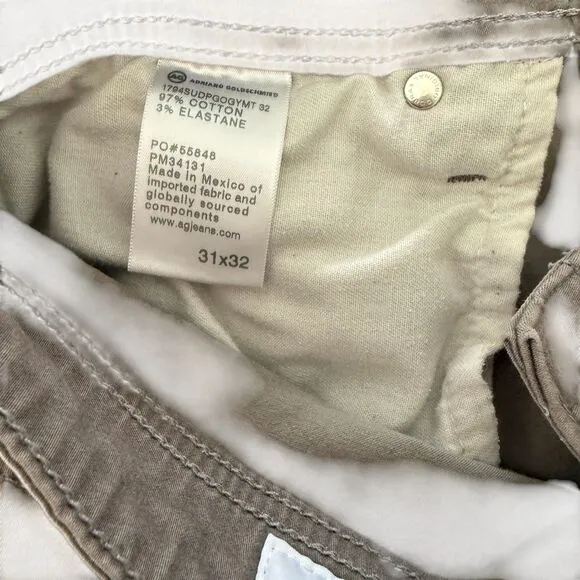 AG ADRIANO GOLDSCHMIED
1794SUDPGOGYMT 32
97% COTTON
3% ELASTANE
PO#55848
PM34131
Made in Mexico of
imported fabric and
globally sourced
components
www.agjeans.com
31x32